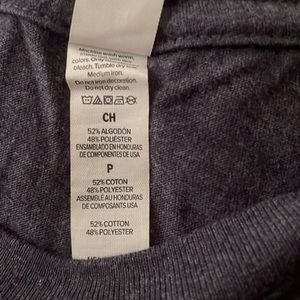 Machine wash warm,
colors. Only
bleach. Tumble dry
Medium iron.
Do not iron decoration.
Do not dry clean.
CH
52% ALGODÓN
48% POLIÉSTER
ENSAMBLADO EN HONDURAS
DE COMPONENTES DE USA
P
52% COTON
48% POLYESTER
ASSEMBLÉ AU HONDURAS
DE COMPOSANTS USA
52% COTTON
48% POLYESTER